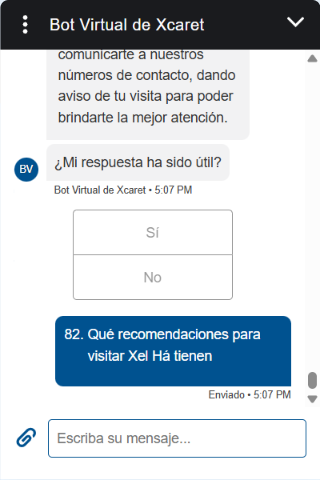 Bot Virtual de Xcaret
comunicarte a nuestros
números de contacto, dando
aviso de tu visita para poder
brindarte la mejor atención.
BV
¿Mi respuesta ha sido útil?
Bot Virtual de Xcaret • 5:07 PM
Sí
No
82. Qué recomendaciones para
visitar Xel Há tienen
Enviado • 5:07 PM
Escriba su mensaje...